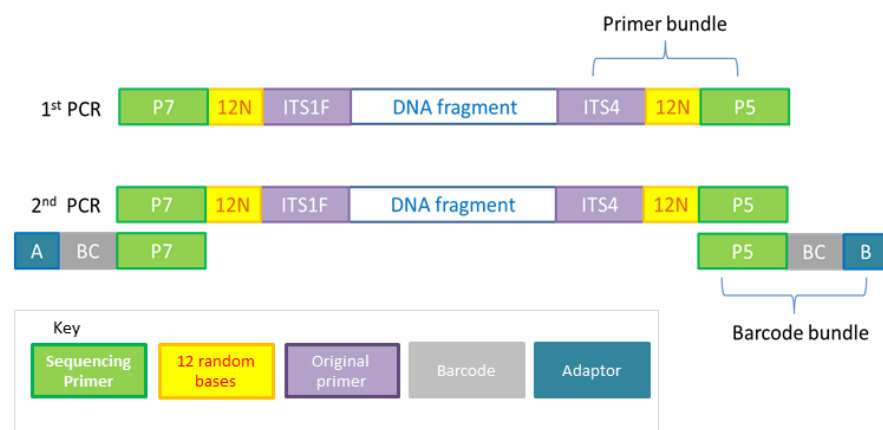 Primer bundle
1st PCR P7 12N ITS1F DNA fragment ITS4 12N P5
2nd PCR P7 12N ITS1F DNA fragment ITS4 12N P5
A BC P7 P5 BC B
Barcode bundle
Key
Sequencing Primer
12 random bases
Original primer
Barcode
Adaptor